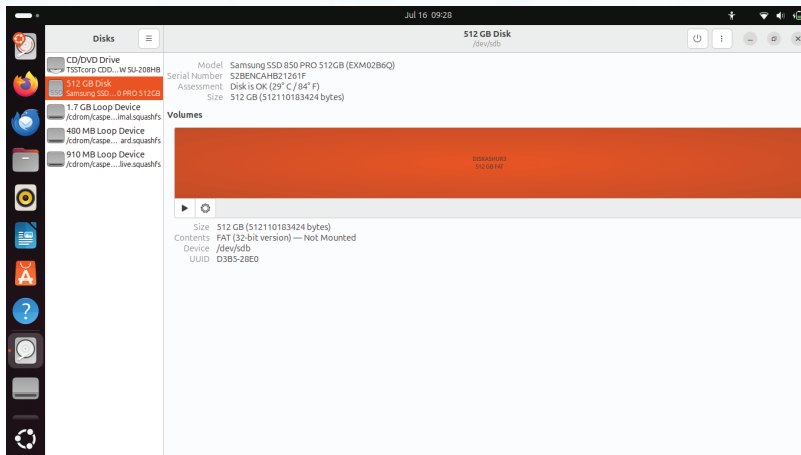 Jul 16 09:28
Disks
512 GB Disk
/dev/sdb
CD/DVD Drive
TSSTcorp CDD...W SU-208HB
512 GB Disk
Samsung SSD...0 PRO 512GB
1.7 GB Loop Device
/cdrom/caspe...imal.squashfs
480 MB Loop Device
/cdrom/caspe... ard.squashfs
910 MB Loop Device
/cdrom/caspe....live.squashfs
Model Samsung SSD 850 PRO 512GB (EXM02B6Q)
Serial Number S2BENCAHB21261F
Assessment Disk is OK (29° C / 84° F)
Size 512 GB (512110183424 bytes)
Volumes
512 GB FAT
Size 512 GB (512110183424 bytes)
Contents FAT (32-bit version) — Not Mounted
Device /dev/sdb
UUID D3B5-28E0